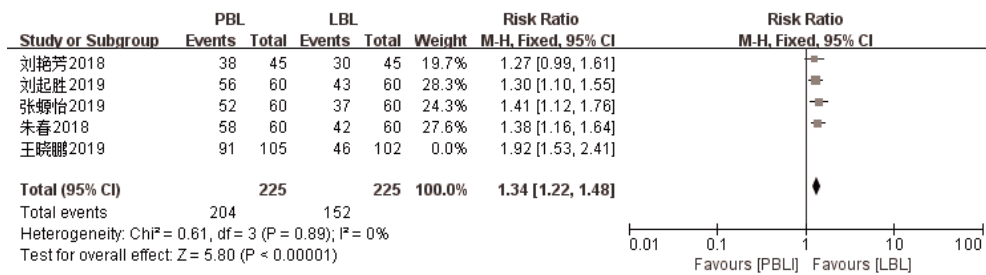 PBL LBL Risk Ratio Risk Ratio
Study or Subgroup Events Total Events Total Weight M-H, Fixed, 95% CI M-H, Fixed, 95% CI
刘艳芳2018 38 45 30 45 19.7% 1.27 [0.99, 1.61]
刘起胜2019 56 60 43 60 28.3% 1.30 [1.10, 1.55]
张嫄怡2019 52 60 37 60 24.3% 1.41 [1.12, 1.76]
朱春2018 58 60 42 60 27.6% 1.38 [1.16, 1.64]
王晓鹏2019 91 105 46 102 0.0% 1.92 [1.53, 2.41]
Total (95% CI) 225 225 100.0% 1.34 [1.22, 1.48]
Total events 204 152
Heterogeneity: Chi² = 0.61, df = 3 (P = 0.89); I² = 0%
Test for overall effect: Z = 5.80 (P < 0.00001)
0.01 0.1 1 10 100
Favours [PBLI] Favours [LBL]